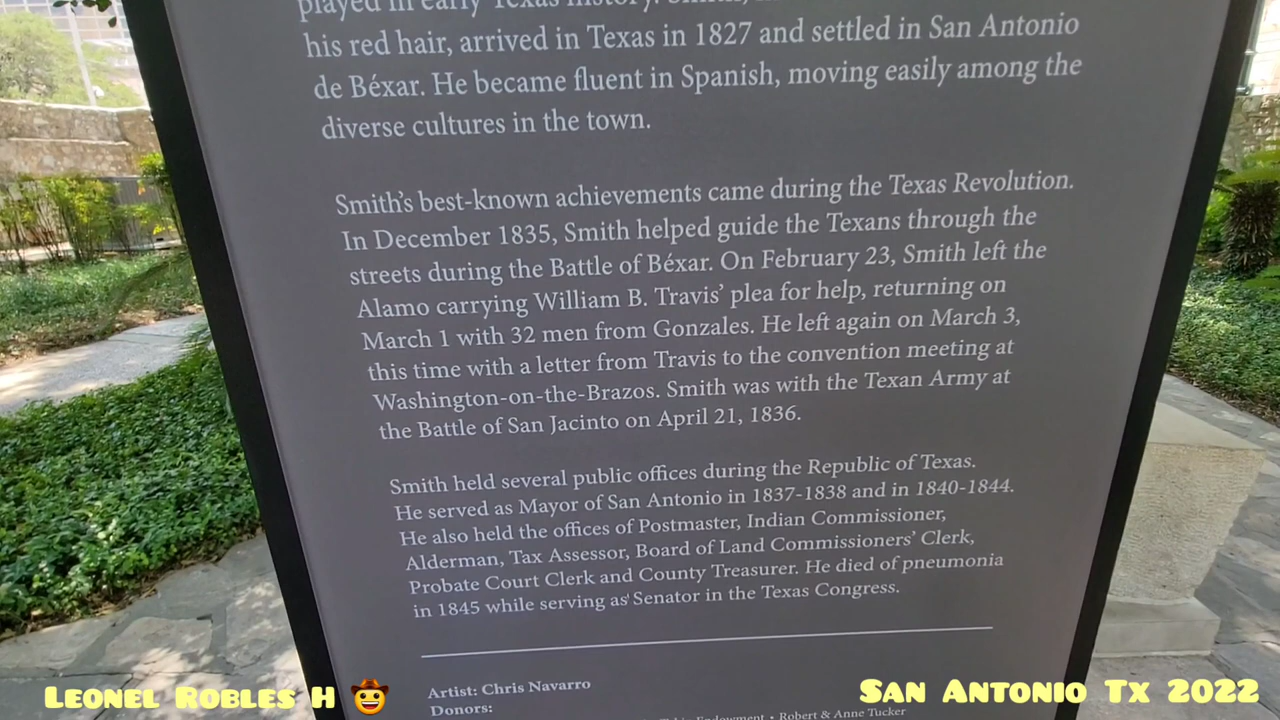 played in early Texas history. Smith,
his red hair, arrived in Texas in 1827 and settled in San Antonio
de Béxar. He became fluent in Spanish, moving easily among the
diverse cultures in the town.
Smith's best-known achievements came during the Texas Revolution.
In December 1835, Smith helped guide the Texans through the
streets during the Battle of Béxar. On February 23, Smith left the
Alamo carrying William B. Travis' plea for help, returning on
March 1 with 32 men from Gonzales. He left again on March 3,
this time with a letter from Travis to the convention meeting at
Washington-on-the-Brazos. Smith was with the Texan Army at
the Battle of San Jacinto on April 21, 1836.
Smith held several public offices during the Republic of Texas.
He served as Mayor of San Antonio in 1837-1838 and in 1840-1844.
He also held the offices of Postmaster, Indian Commissioner,
Alderman, Tax Assessor, Board of Land Commissioners' Clerk,
Probate Court Clerk and County Treasurer. He died of pneumonia
in 1845 while serving as Senator in the Texas Congress.
Artist: Chris Navarro
Donors:
Endowment • Robert & Anne Tucker
Leonel Robles H 🤠
San Antonio Tx 2022